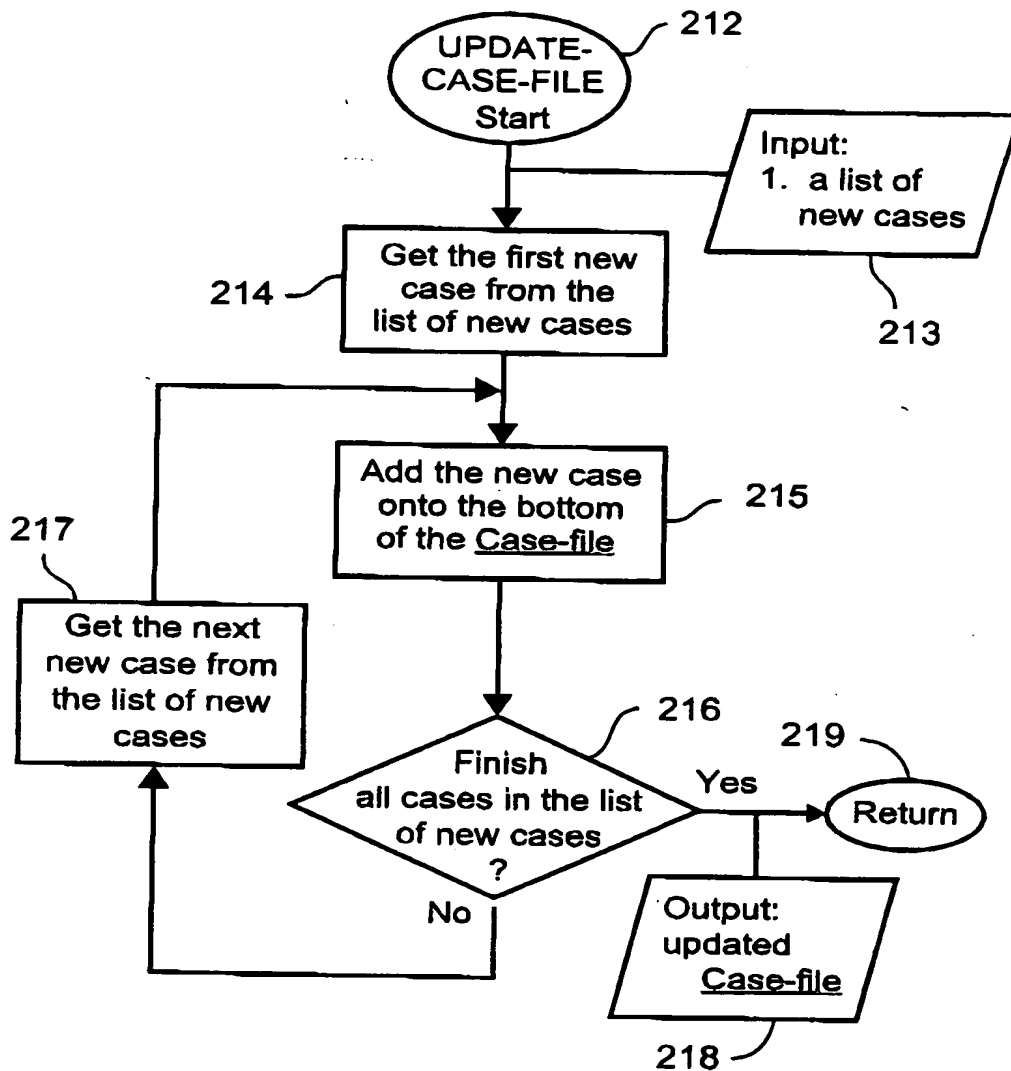 212
UPDATE-
CASE-FILE
Start
Input:
1. a list of
new cases
213
214
Get the first new
case from the
list of new cases
Add the new case
onto the bottom
of the Case-file
215
217
Get the next
new case from
the list of new
cases
216
Finish
all cases in the list
of new cases
?
Yes
219
Return
No
Output:
updated
Case-file
218